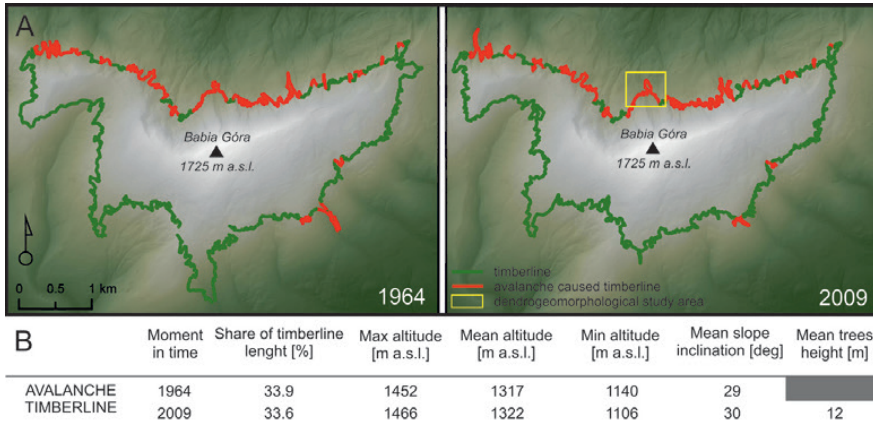 A
Babia Góra
1725 m a.s.l.
0 0.5 1 km
1964
Babia Góra
1725 m a.s.l.
timberline
avalanche caused timberline
dendrogeomorphological study area
2009
B
Moment in time
Share of timberline lenght [%]
Max altitude [m a.s.l.]
Mean altitude [m a.s.l.]
Min altitude [m a.s.l.]
Mean slope inclination [deg]
Mean trees height [m]
AVALANCHE TIMBERLINE
1964 33.9 1452 1317 1140 29
2009 33.6 1466 1322 1106 30 12